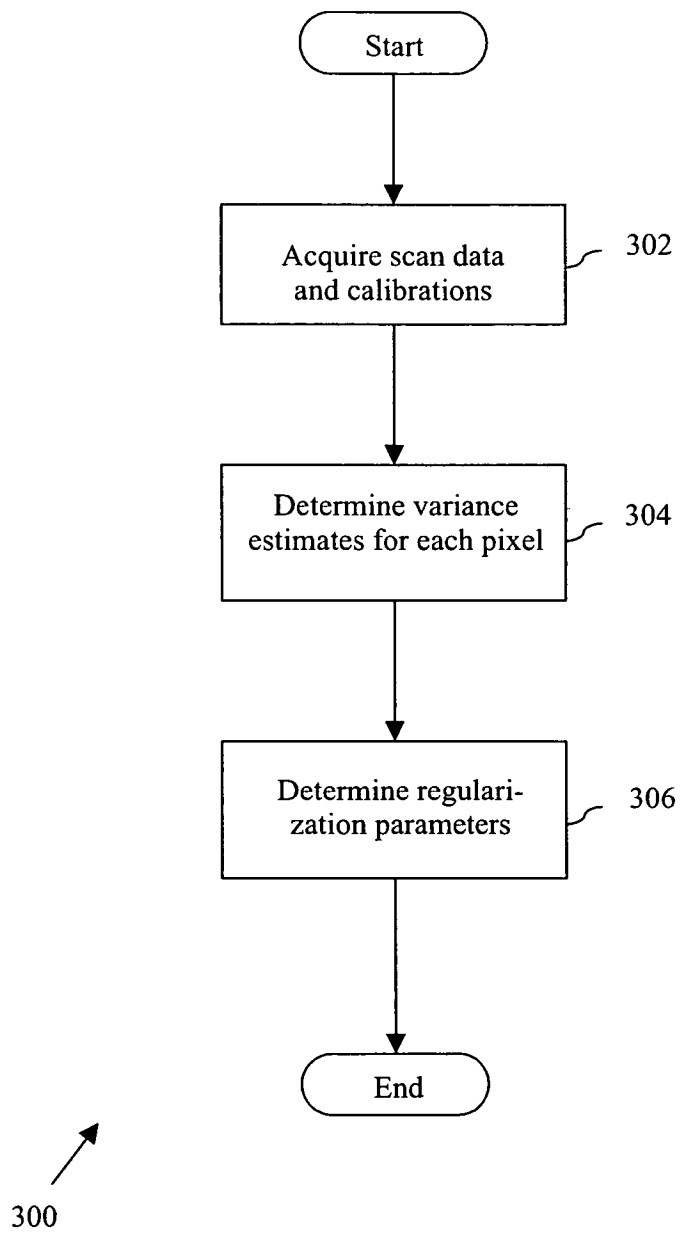 Start
Acquire scan data
and calibrations
302
Determine variance
estimates for each pixel
304
Determine regulari-
zation parameters
306
End
300